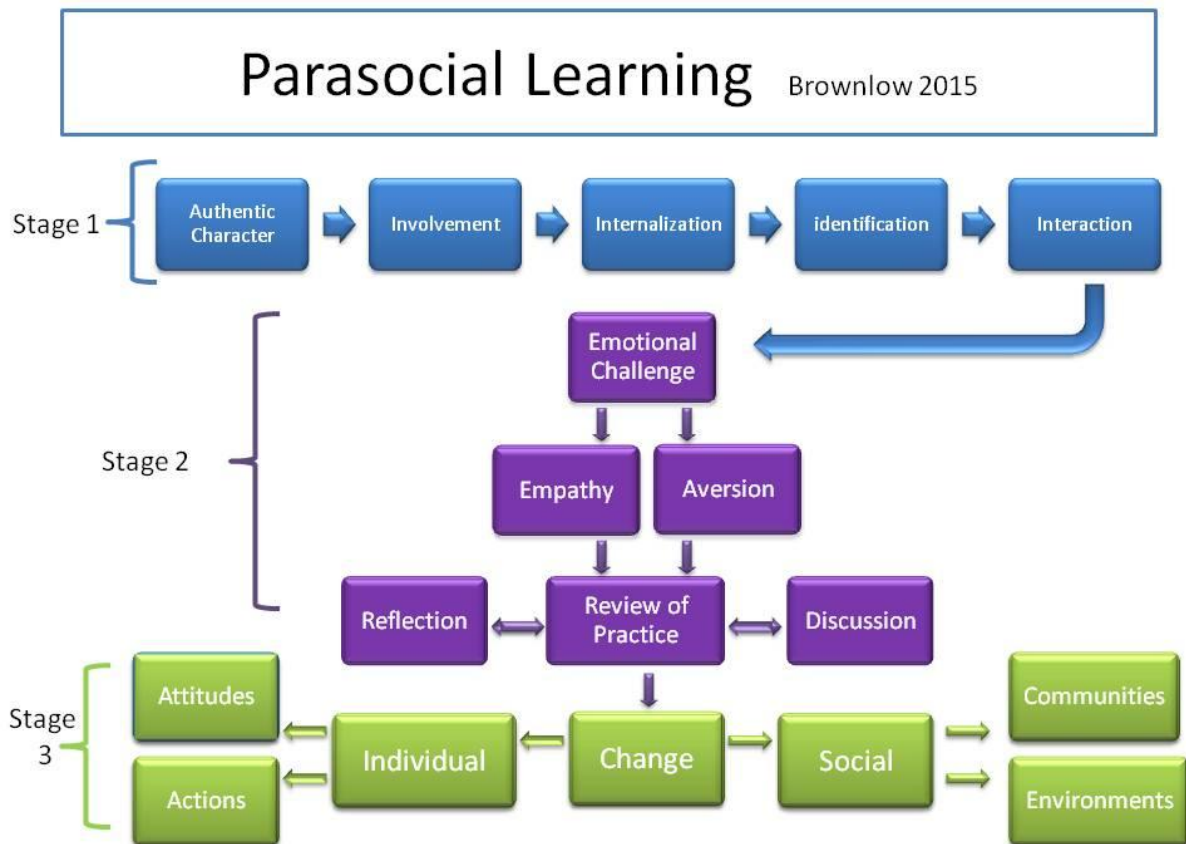 Parasocial Learning Brownlow 2015
Stage 1
Authentic
Character
Involvement
Internalization
identification
Interaction
Stage 2
Emotional
Challenge
Empathy
Aversion
Reflection
Review of
Practice
Discussion
Stage
3
Attitudes
Actions
Individual
Change
Social
Communities
Environments